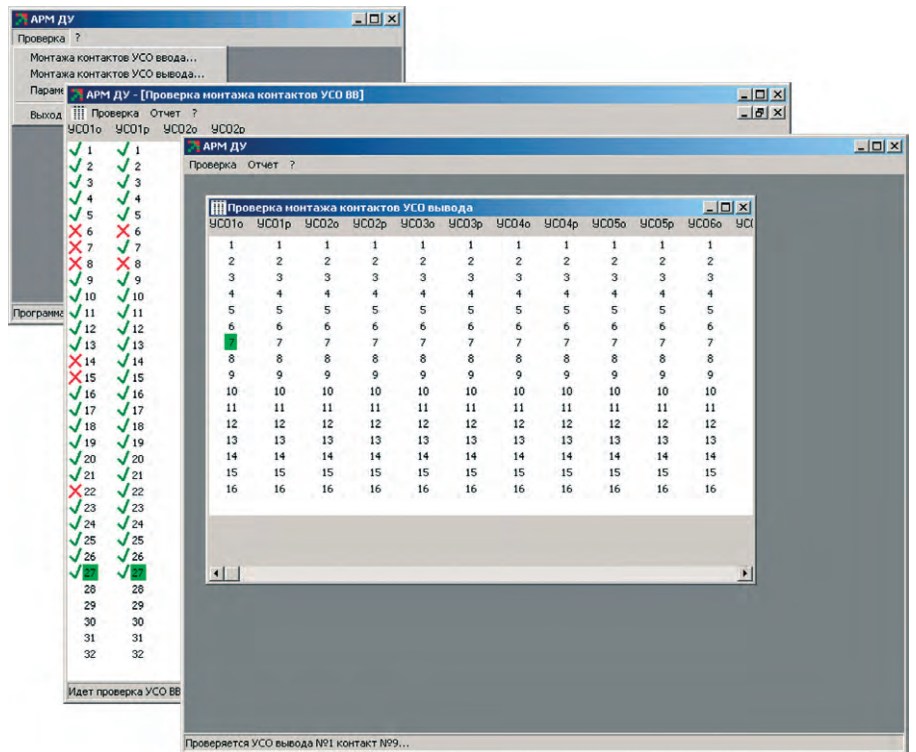 АРМ ДУ
Проверка ?
Монтажа контактов УСО ввода...
Монтажа контактов УСО вывода...
Выход
АРМ ДУ - [Проверка монтажа контактов УСО ВВ]
Проверка Отчет ?
УСО1о УСО1р УСО2о УСО2р
1 1
2 2
3 3
4 4
5 5
6 6
7 7
8 8
9 9
10 10
11 11
12 12
13 13
14 14
15 15
16 16
17 17
18 18
19 19
20 20
21 21
22 22
23 23
24 24
25 25
26 26
27 27
28 28
29 29
30 30
31 31
32 32
Идет проверка УСО ВВ
Программа
АРМ ДУ
Проверка Отчет ?
Проверка монтажа контактов УСО вывода
УСО1о УСО1р УСО2о УСО2р УСО3о УСО3р УСО4о УСО4р УСО5о УСО5р УСО6о
1 1 1 1 1 1 1 1 1 1 1
2 2 2 2 2 2 2 2 2 2 2
3 3 3 3 3 3 3 3 3 3 3
4 4 4 4 4 4 4 4 4 4 4
5 5 5 5 5 5 5 5 5 5 5
6 6 6 6 6 6 6 6 6 6 6
7 7 7 7 7 7 7 7 7 7 7
8 8 8 8 8 8 8 8 8 8 8
9 9 9 9 9 9 9 9 9 9 9
10 10 10 10 10 10 10 10 10 10 10
11 11 11 11 11 11 11 11 11 11 11
12 12 12 12 12 12 12 12 12 12 12
13 13 13 13 13 13 13 13 13 13 13
14 14 14 14 14 14 14 14 14 14 14
15 15 15 15 15 15 15 15 15 15 15
16 16 16 16 16 16 16 16 16 16 16
Проверяется УСО вывода №1 контакт №9...